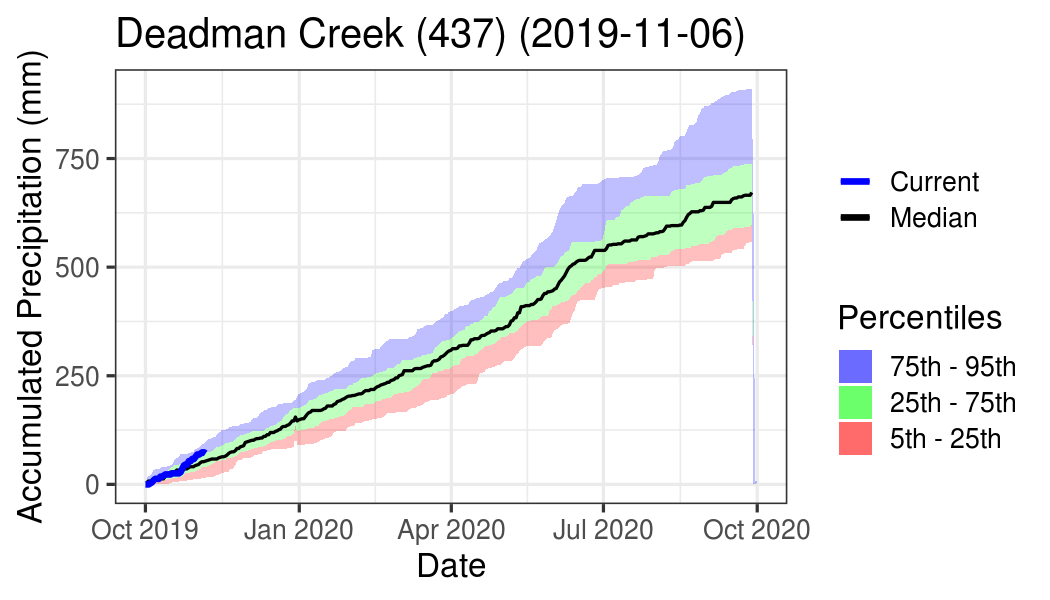 Deadman Creek (437) (2019-11-06)
Accumulated Precipitation (mm)
750
500
250
0
Oct 2019
Jan 2020
Apr 2020
Jul 2020
Oct 2020
Date
Current
Median
Percentiles
75th - 95th
25th - 75th
5th - 25th